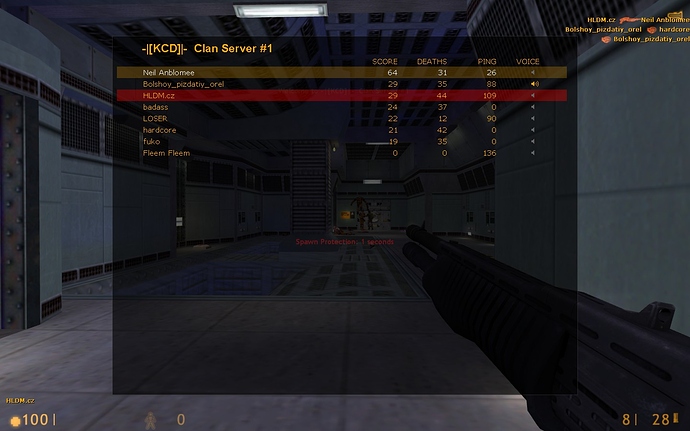 HLDM.cz Neil Anblomee
Bolshoy_pizdatiy_orel hardcore
Bolshoy_pizdatiy_orel
-|[KCD]|- Clan Server #1
SCORE DEATHS PING VOICE
Neil Anblomee 64 31 26
Bolshoy_pizdatiy_orel 29 35 88
HLDM.cz 29 44 109
badass 24 37 0
LOSER 22 12 90
hardcore 21 42 0
fuko 19 35 0
Fleem Fleem 0 0 136
Spawn Protection: 1 seconds
HLDM.cz
100| 0 8| 28